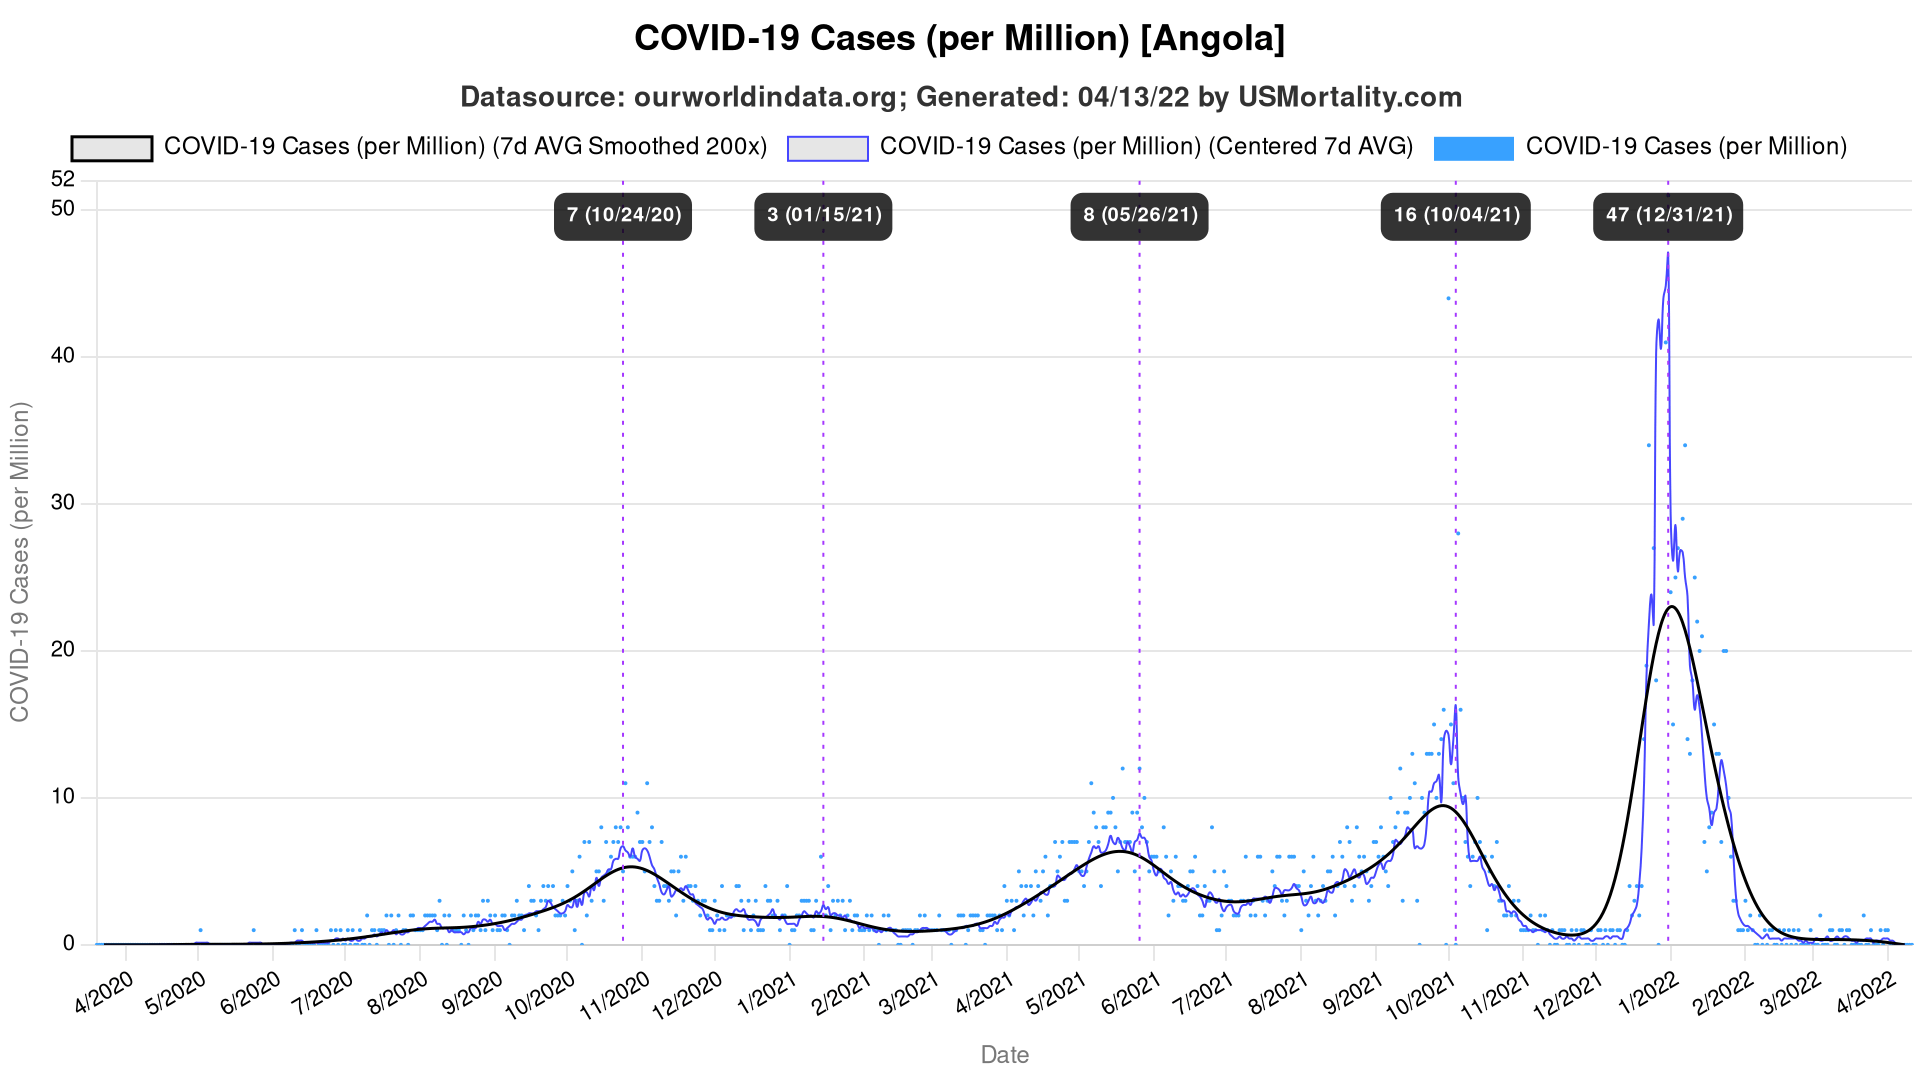 COVID-19 Cases (per Million) [Angola]
Datasource: ourworldindata.org; Generated: 04/13/22 by USMortality.com
COVID-19 Cases (per Million) (7d AVG Smoothed 200x) COVID-19 Cases (per Million) (Centered 7d AVG) COVID-19 Cases (per Million)
7 (10/24/20) 3 (01/15/21) 8 (05/26/21) 16 (10/04/21) 47 (12/31/21)
COVID-19 Cases (per Million)
52
50
40
30
20
10
0
4/2020 5/2020 6/2020 7/2020 8/2020 9/2020 10/2020 11/2020 12/2020 1/2021 2/2021 3/2021 4/2021 5/2021 6/2021 7/2021 8/2021 9/2021 10/2021 11/2021 12/2021 1/2022 2/2022 3/2022 4/2022
Date